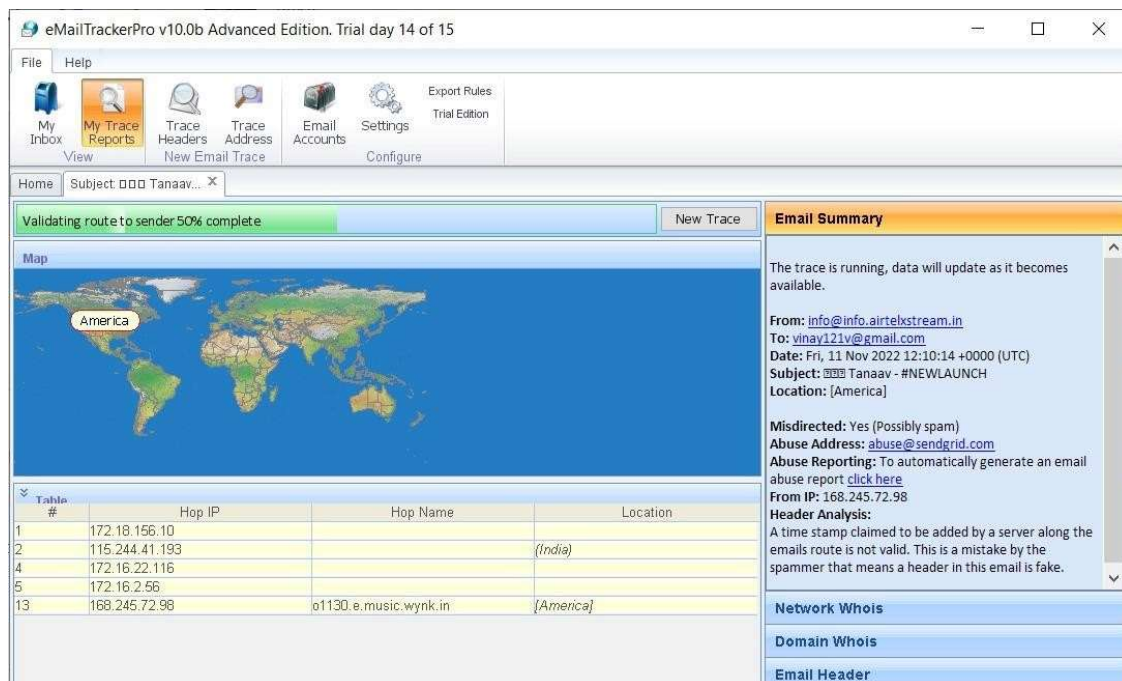 eMailTrackerPro v10.0b Advanced Edition. Trial day 14 of 15
File Help
My Inbox
My Trace Reports
Trace Headers
Trace Address
Email Accounts
Settings
Export Rules
Trial Edition
View
New Email Trace
Configure
Home
Subject: □□□ Tanaav... X
Validating route to sender 50% complete
New Trace
Map
America
Table
# Hop IP Hop Name Location
1 172.18.156.10
2 115.244.41.193 (India)
4 172.16.22.116
5 172.16.2.56
13 168.245.72.98 o1130.e.music.wynk.in [America]
Email Summary
The trace is running, data will update as it becomes
available.
From: info@info.airtelxstream.in
To: vinay121v@gmail.com
Date: Fri, 11 Nov 2022 12:10:14 +0000 (UTC)
Subject: Tanaav - #NEWLAUNCH
Location: [America]
Misdirected: Yes (Possibly spam)
Abuse Address: abuse@sendgrid.com
Abuse Reporting: To automatically generate an email
abuse report click here
From IP: 168.245.72.98
Header Analysis:
A time stamp claimed to be added by a server along the
emails route is not valid. This is a mistake by the
spammer that means a header in this email is fake.
Network Whois
Domain Whois
Email Header